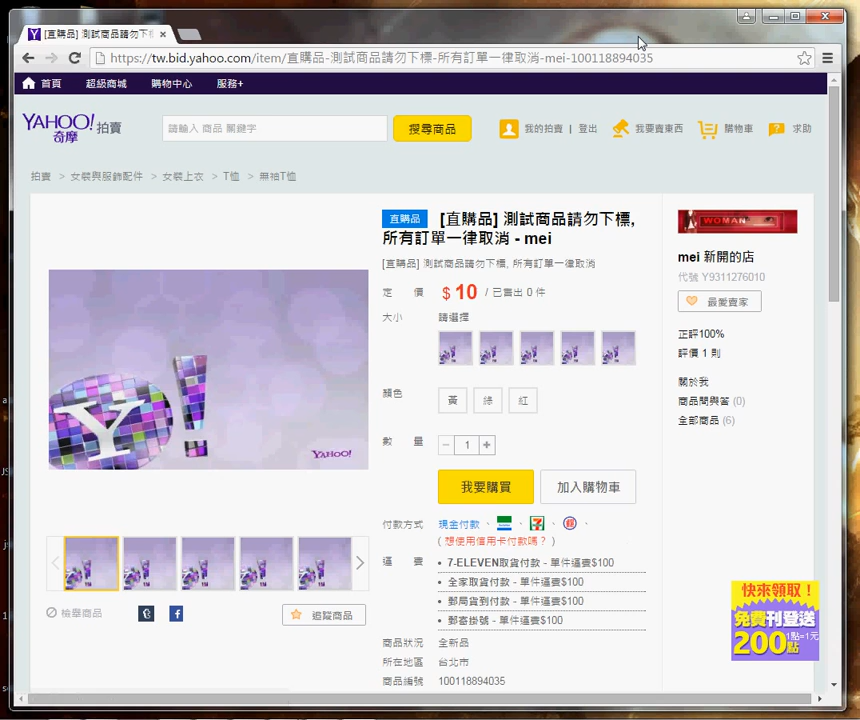 [直購品] 測試商品請勿下標
https://tw.bid.yahoo.com/item/直購品-測試商品請勿下標-所有訂單一律取消-mei-100118894035
首頁 超級商城 購物中心 服務+
YAHOO! 奇摩 拍賣
請輸入 商品 關鍵字
搜尋商品
我的拍賣 | 登出 我要賣東西 購物車 求助
拍賣 > 女裝與服飾配件 > 女裝上衣 > T恤 > 無袖T恤
直購品 [直購品] 測試商品請勿下標,
所有訂單一律取消 - mei
[直購品] 測試商品請勿下標, 所有訂單一律取消
定 價 $ 10 / 已售出 0 件
大小 請選擇
顏色 黃 綠 紅
數 量 − 1 +
我要購買 加入購物車
付款方式 現金付款、
( 想使用信用卡付款嗎？ )
運 費 • 7-ELEVEN取貨付款 - 單件運費$100
• 全家取貨付款 - 單件運費$100
• 郵局貨到付款 - 單件運費$100
• 郵寄掛號 - 單件運費$100
商品狀況 全新品
所在地區 台北市
商品編號 100118894035
Y!
YAHOO!
檢舉商品
追蹤商品
WOMAN
mei 新開的店
代號 Y9311276010
最愛賣家
正評100%
評價 1 則
關於我
商品問與答 (0)
全部商品 (6)
快來領取！
免費刊登送
200點 1點=1元